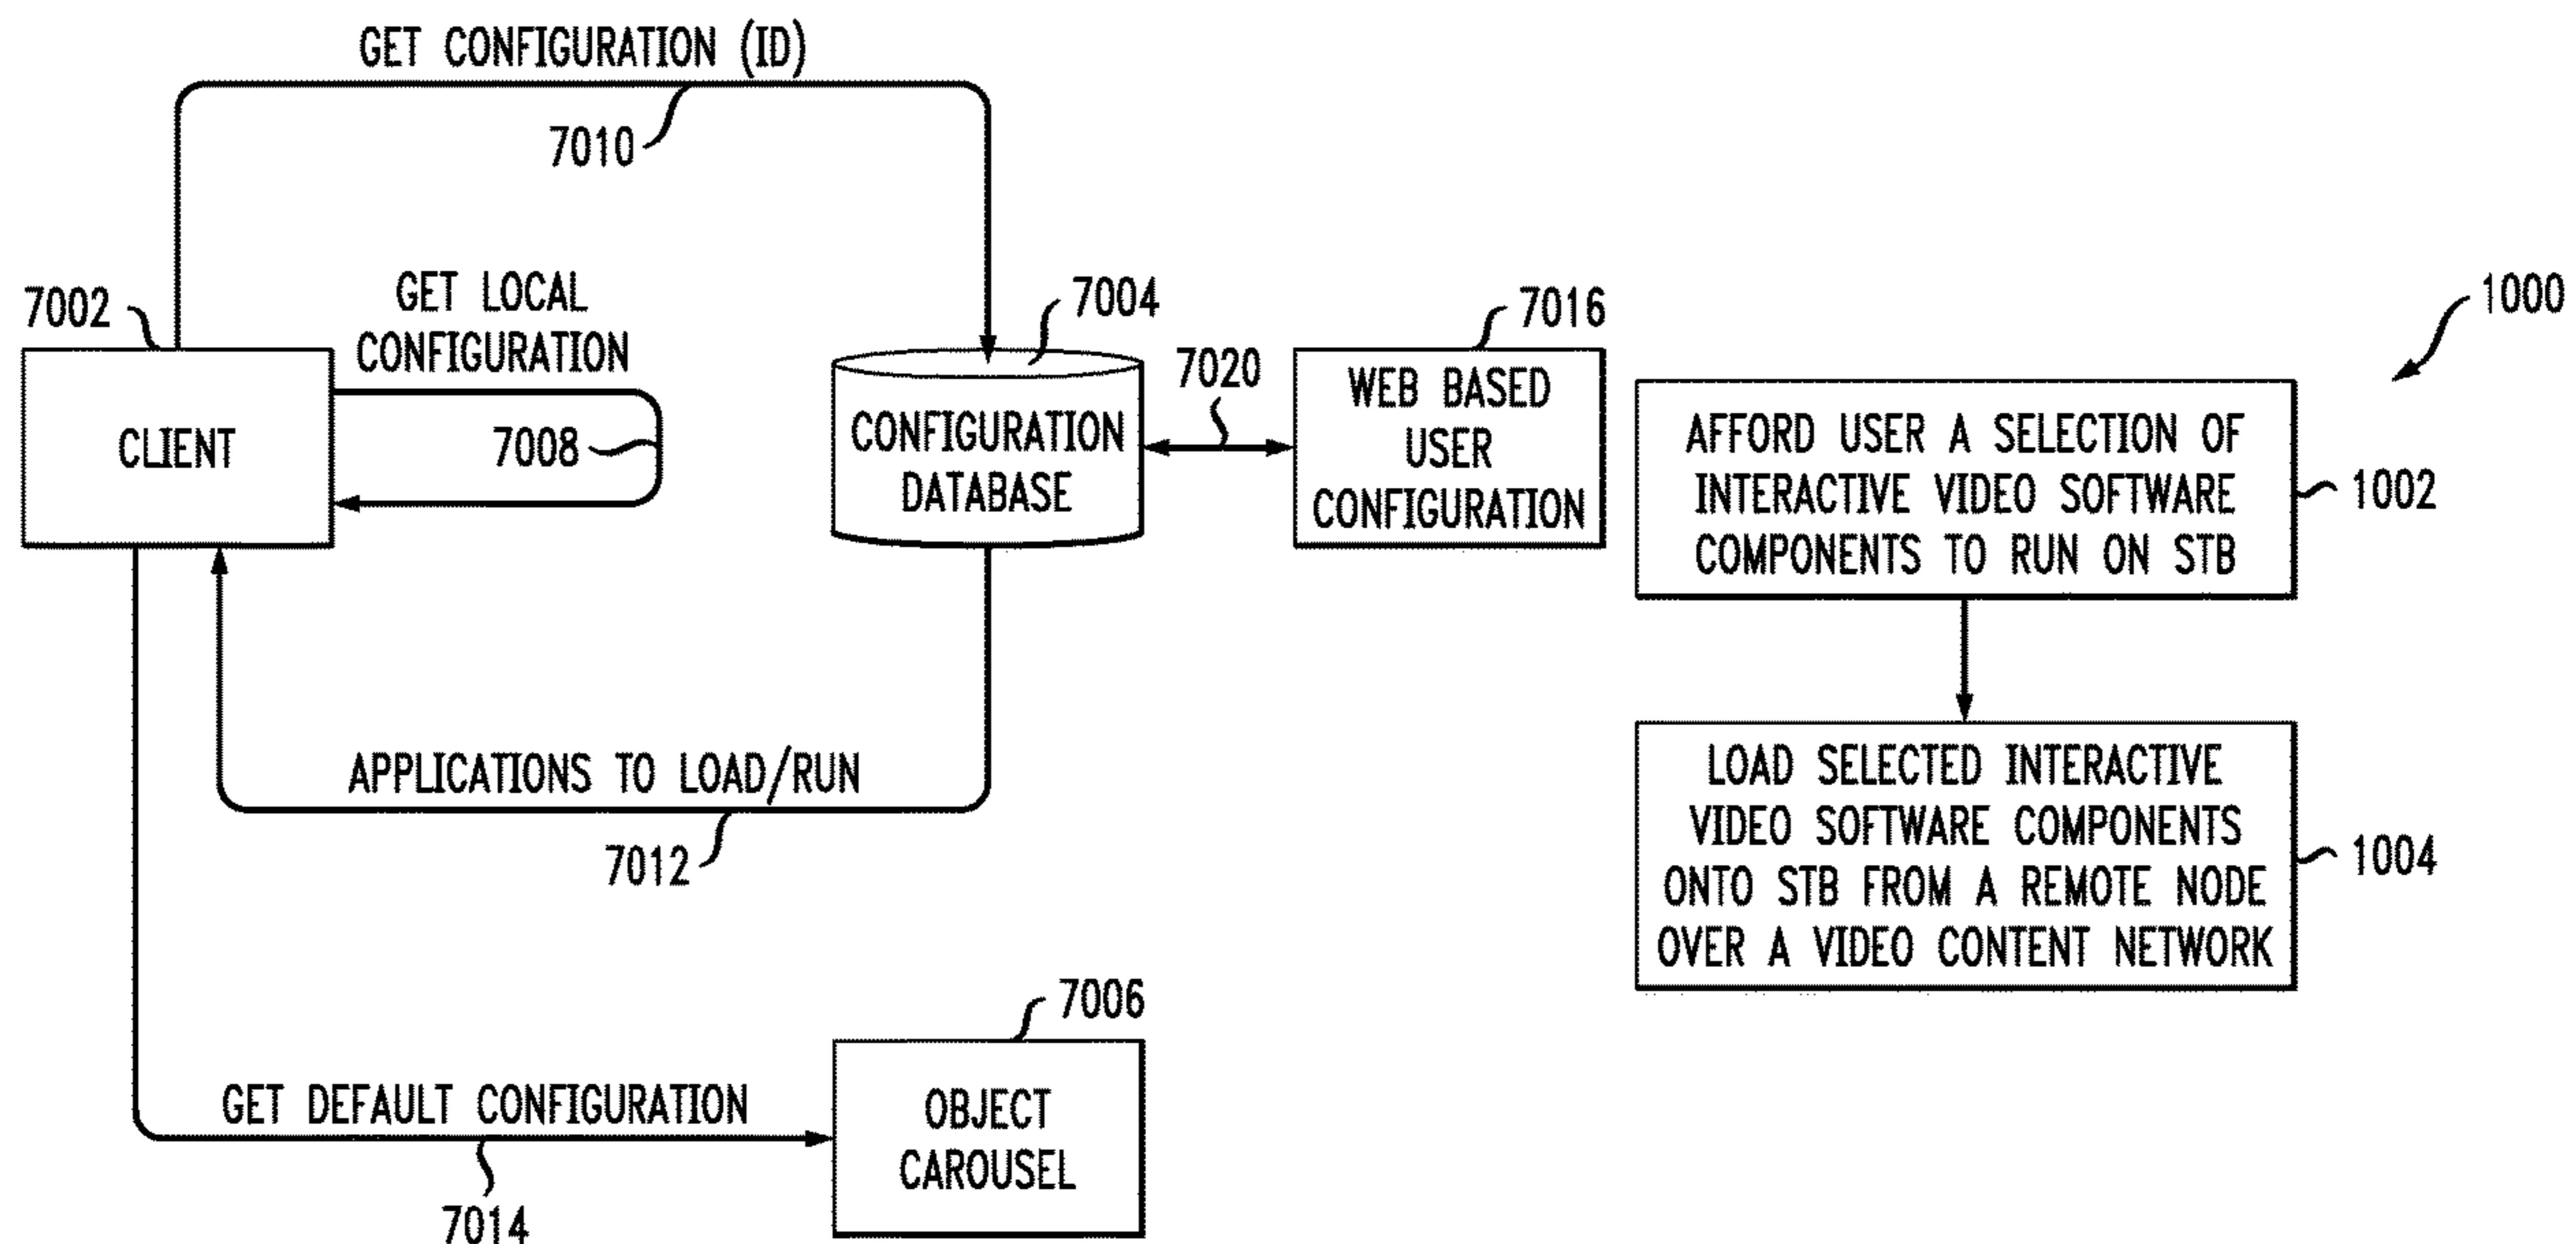 GET CONFIGURATION (ID)
7010
7002
GET LOCAL
CONFIGURATION
7008
CLIENT
7004
CONFIGURATION
DATABASE
7020
7016
WEB BASED
USER
CONFIGURATION
APPLICATIONS TO LOAD/RUN
7012
7006
GET DEFAULT CONFIGURATION
7014
OBJECT
CAROUSEL
1000
AFFORD USER A SELECTION OF
INTERACTIVE VIDEO SOFTWARE
COMPONENTS TO RUN ON STB
1002
LOAD SELECTED INTERACTIVE
VIDEO SOFTWARE COMPONENTS
ONTO STB FROM A REMOTE NODE
OVER A VIDEO CONTENT NETWORK
1004